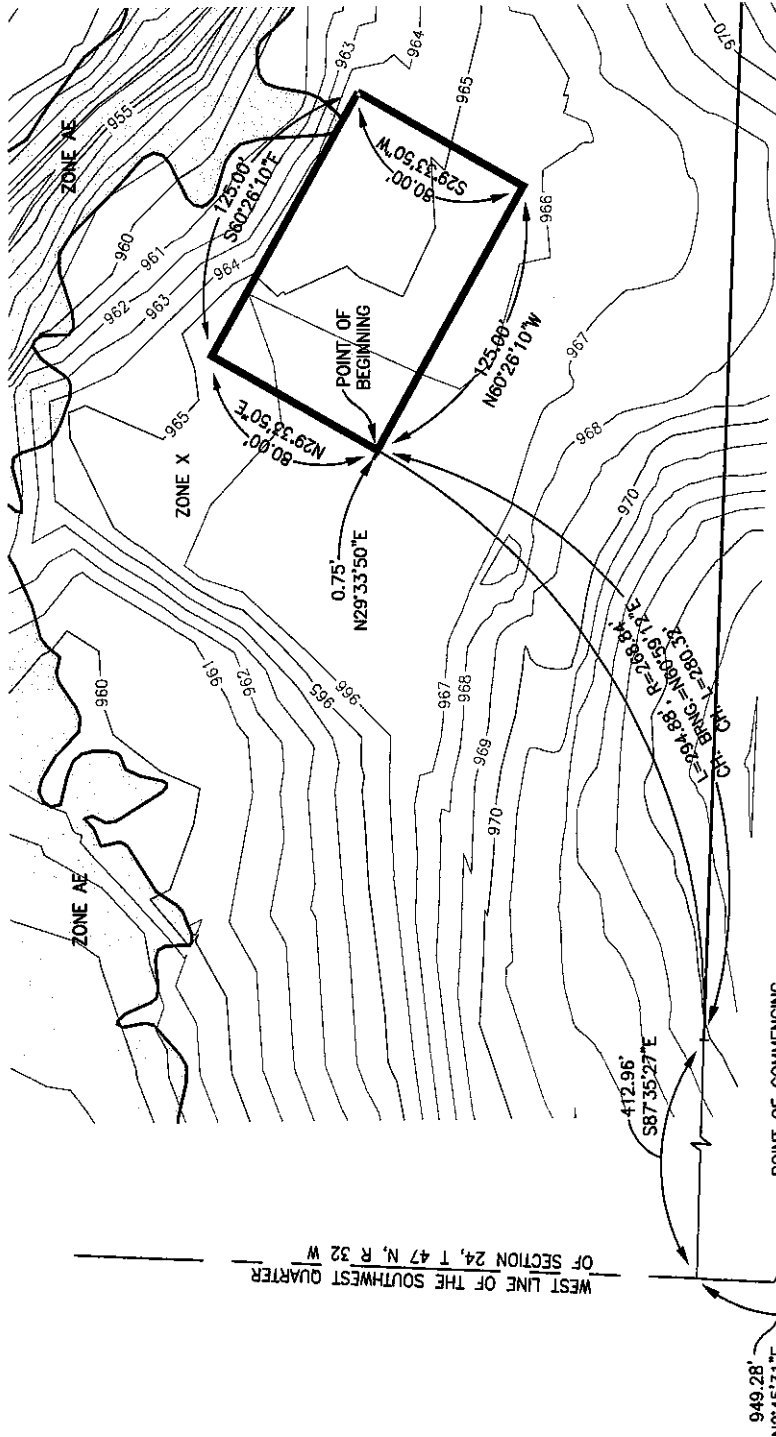 ZONE AE
955
963
964
970
960
961
962
963
964
965
125.00'
S60°26'10"E
80.00'
S29°33'50"W
966
965
ZONE X
80.00'
N29°33'50"E
POINT OF
BEGINNING
125.00'
N60°26'10"W
967
968
970
0.75'
N29°33'50"E
960
961
962
965
966
967
968
969
970
L=294.88', R=268.84'
CH. BRNG.=N60°59'12"E
CH. L=280.32'
ZONE AE
412.96'
S87°35'27"E
WEST LINE OF THE SOUTHWEST QUARTER
OF SECTION 24, T 47 N, R 32 W
POINT OF COMMENCING
949.28'